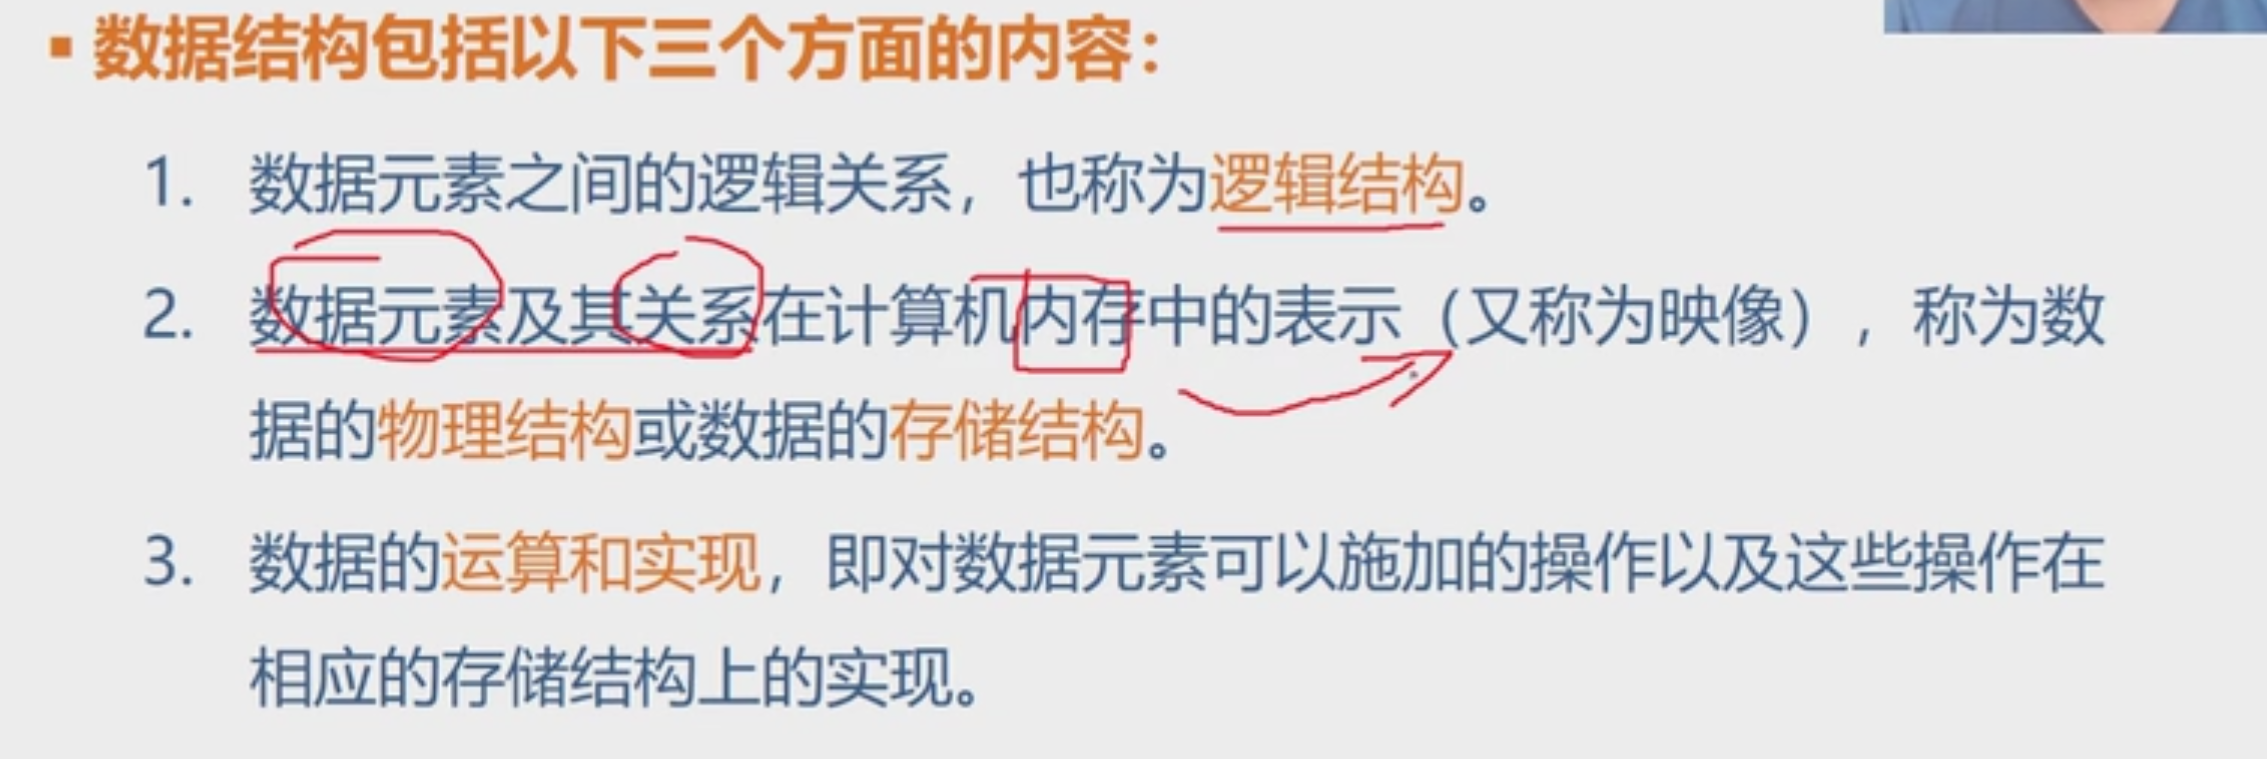 ▪ 数据结构包括以下三个方面的内容：
1. 数据元素之间的逻辑关系，也称为逻辑结构。
2. 数据元素及其关系在计算机内存中的表示（又称为映像），称为数
据的物理结构或数据的存储结构。
3. 数据的运算和实现，即对数据元素可以施加的操作以及这些操作在
相应的存储结构上的实现。